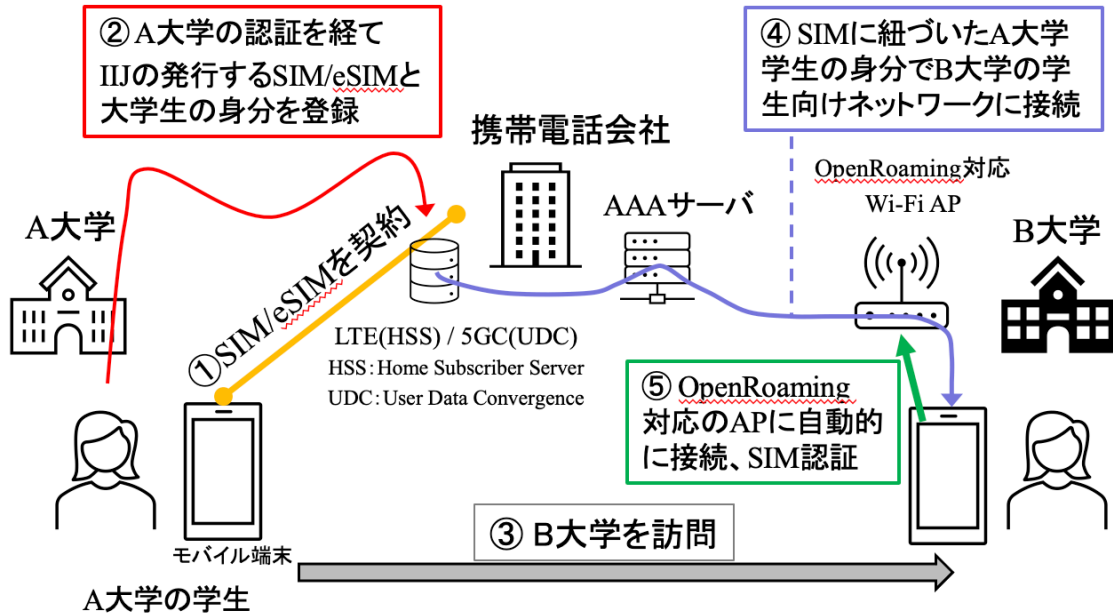 ② A大学の認証を経て
IIJの発行するSIM/eSIMと
大学生の身分を登録
④ SIMに紐づいたA大学
学生の身分でB大学の学
生向けネットワークに接続
携帯電話会社
OpenRoaming対応
Wi-Fi AP
AAAサーバ
A大学
B大学
①SIM/eSIMを契約
LTE(HSS) / 5GC(UDC)
HSS：Home Subscriber Server
UDC：User Data Convergence
⑤ OpenRoaming
対応のAPに自動的
に接続、SIM認証
③ B大学を訪問
モバイル端末
A大学の学生